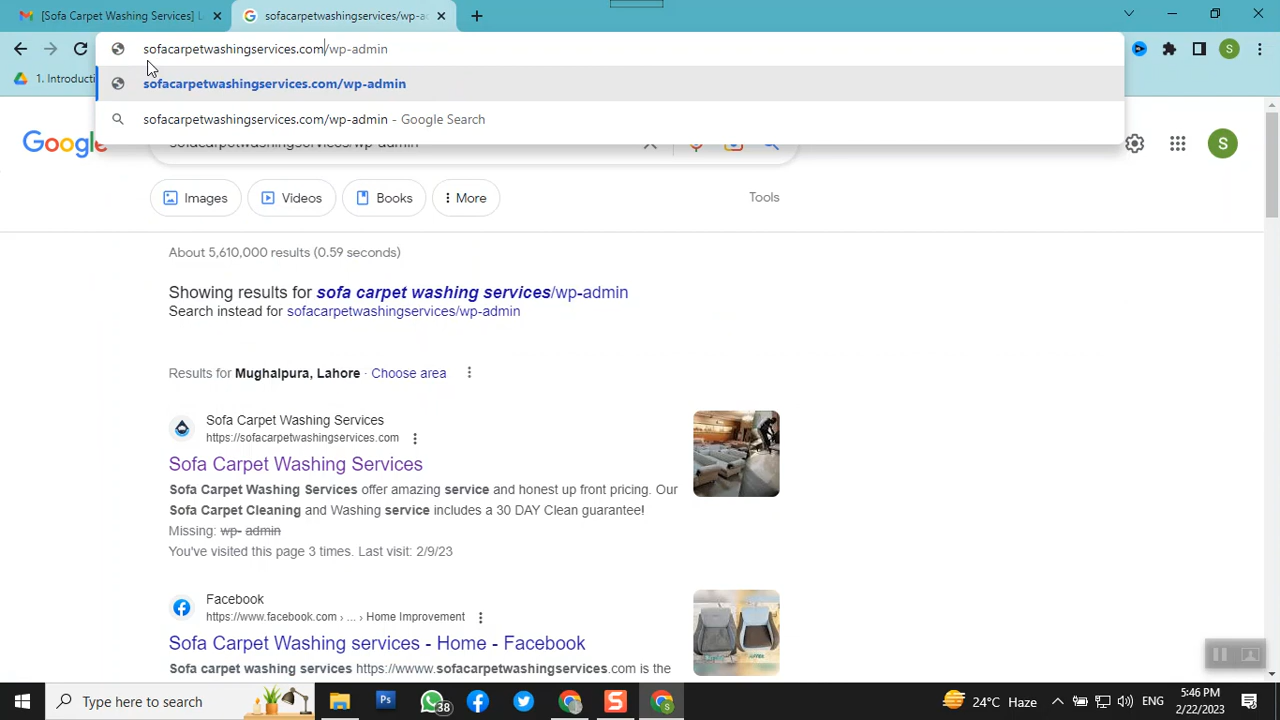 [Sofa Carpet Washing Services] L
sofacarpetwashingservices/wp-a
sofacarpetwashingservices.com/wp-admin
S
1. Introducti
sofacarpetwashingservices.com/wp-admin
sofacarpetwashingservices.com/wp-admin - Google Search
Google
sofacarpetwashingservices/wp-admin
S
Images
Videos
Books
More
Tools
About 5,610,000 results (0.59 seconds)
Showing results for sofa carpet washing services/wp-admin
Search instead for sofacarpetwashingservices/wp-admin
Results for Mughalpura, Lahore · Choose area
Sofa Carpet Washing Services
https://sofacarpetwashingservices.com
Sofa Carpet Washing Services
Sofa Carpet Washing Services offer amazing service and honest up front pricing. Our
Sofa Carpet Cleaning and Washing service includes a 30 DAY Clean guarantee!
Missing: wp- admin
You've visited this page 3 times. Last visit: 2/9/23
Facebook
https://www.facebook.com › ... › Home Improvement
Sofa Carpet Washing services - Home - Facebook
Sofa carpet washing services https://wwww.sofacarpetwashingservices.com is the
Type here to search
Ps
38
S
S
24°C Haze
ENG
5:46 PM
2/22/2023